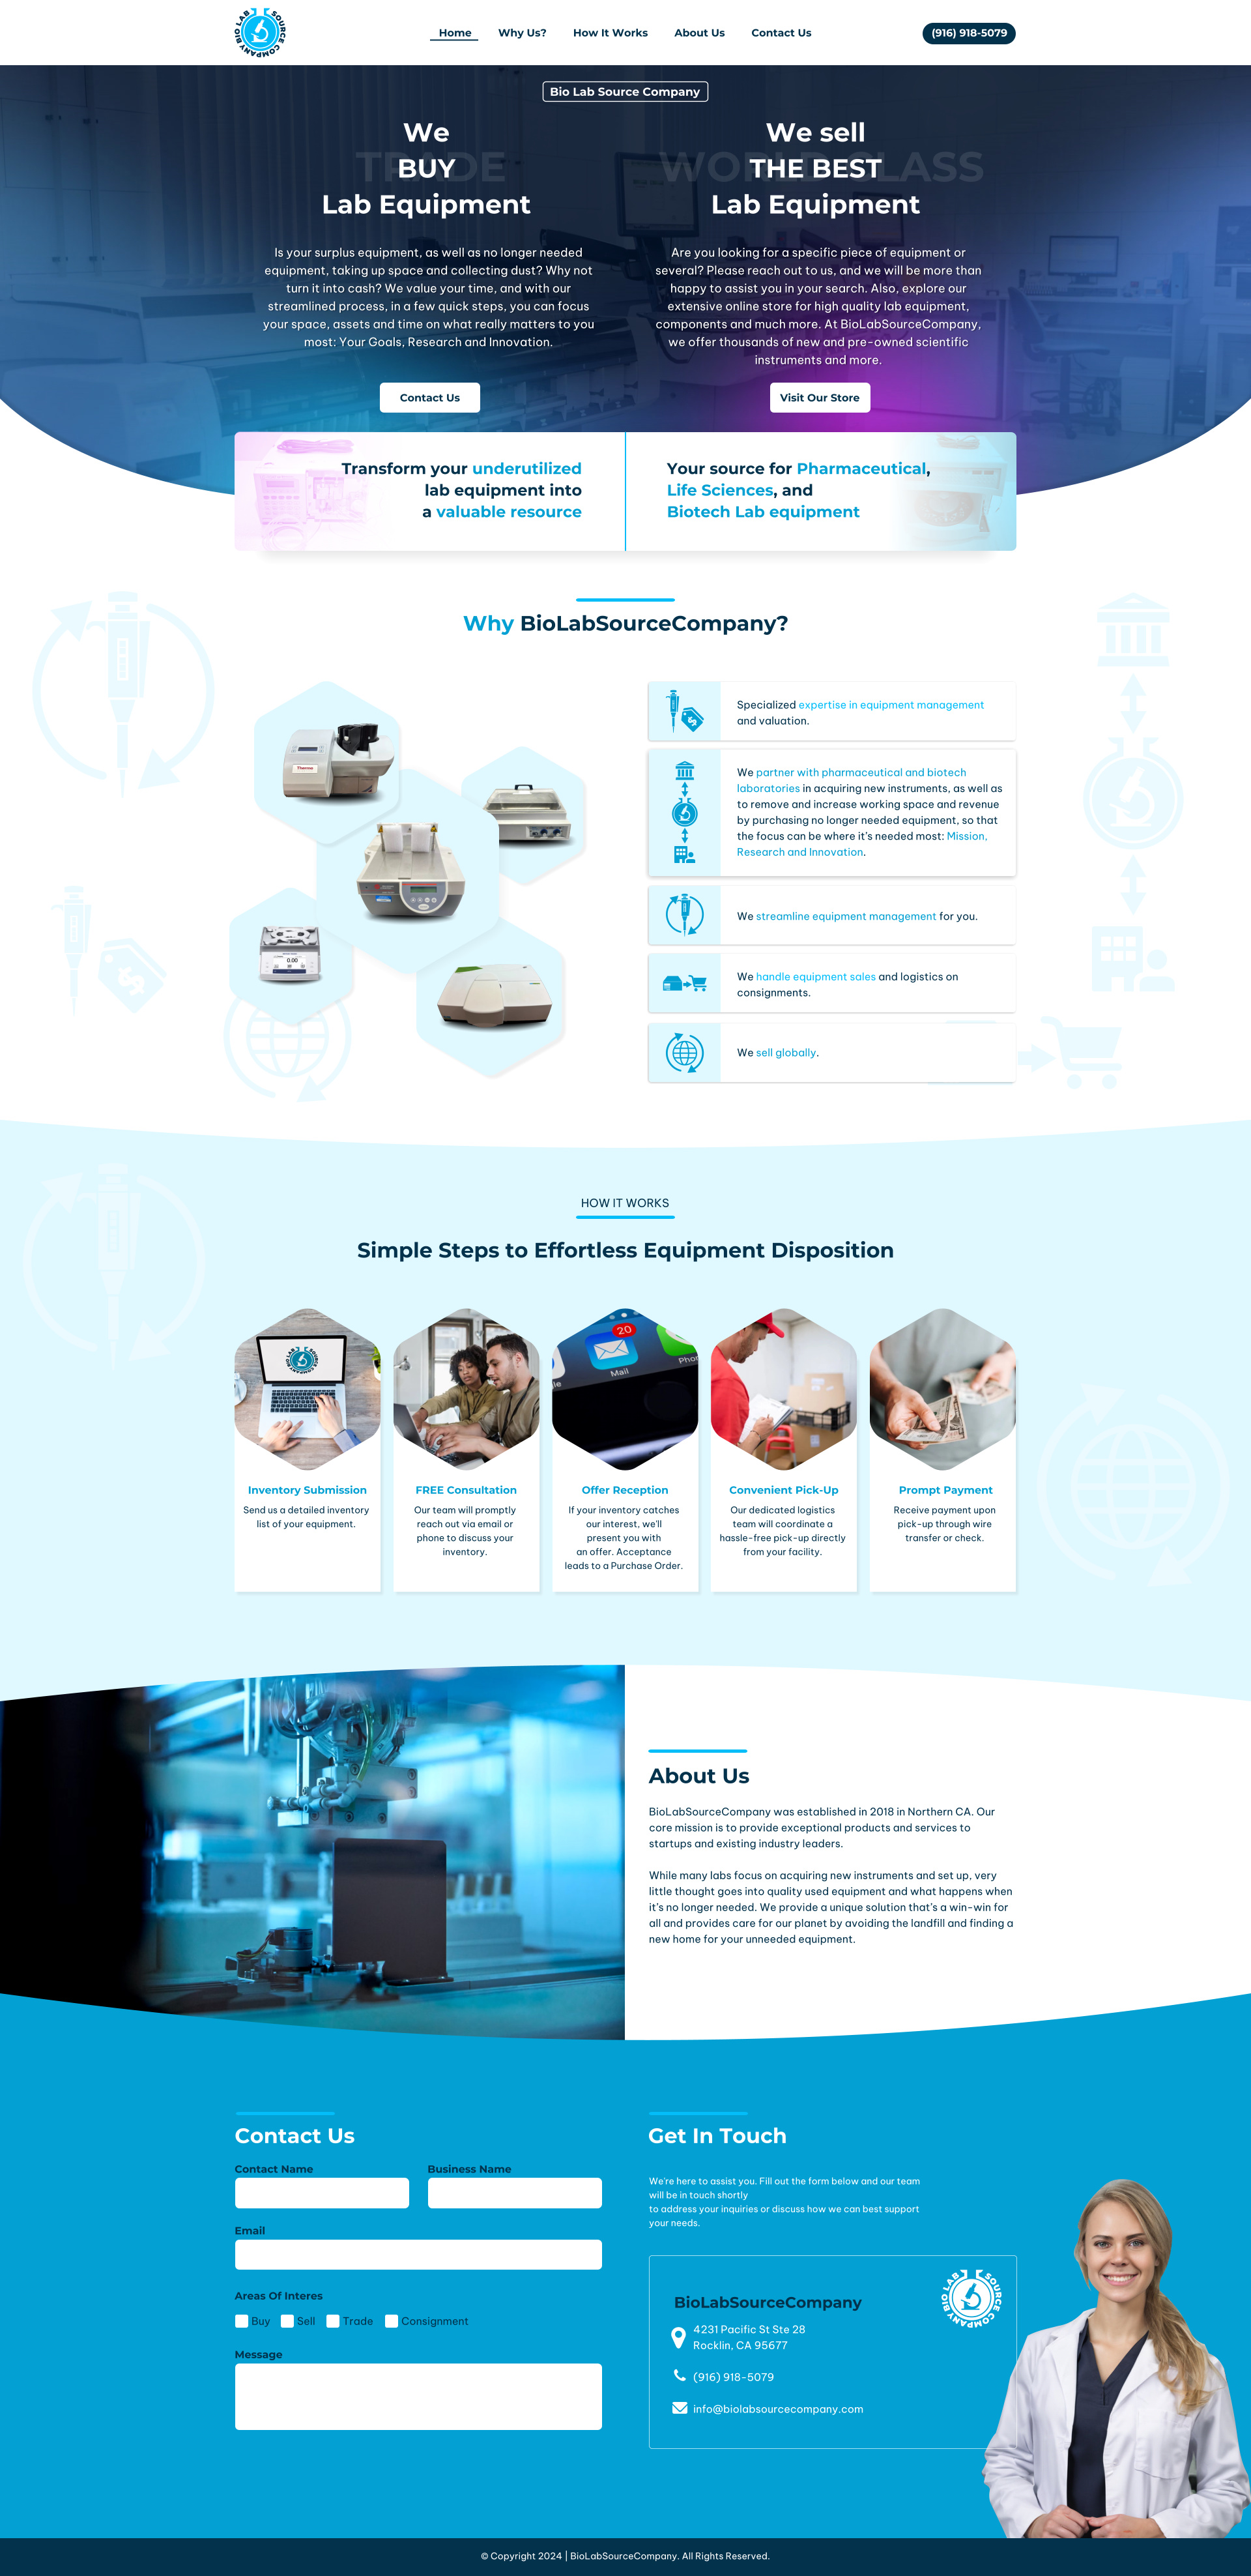 BIO LAB SOURCE COMPANY
Home Why Us? How It Works About Us Contact Us (916) 918-5079
Bio Lab Source Company
We
TRADE
BUY
Lab Equipment
Is your surplus equipment, as well as no longer needed
equipment, taking up space and collecting dust? Why not
turn it into cash? We value your time, and with our
streamlined process, in a few quick steps, you can focus
your space, assets and time on what really matters to you
most: Your Goals, Research and Innovation.
Contact Us
We sell
WORLD CLASS
THE BEST
Lab Equipment
Are you looking for a specific piece of equipment or
several? Please reach out to us, and we will be more than
happy to assist you in your search. Also, explore our
extensive online store for high quality lab equipment,
components and much more. At BioLabSourceCompany,
we offer thousands of new and pre-owned scientific
instruments and more.
Visit Our Store
Transform your underutilized
lab equipment into
a valuable resource
Your source for Pharmaceutical,
Life Sciences, and
Biotech Lab equipment
Why BioLabSourceCompany?
Thermo
0.00
Specialized expertise in equipment management
and valuation.
We partner with pharmaceutical and biotech
laboratories in acquiring new instruments, as well as
to remove and increase working space and revenue
by purchasing no longer needed equipment, so that
the focus can be where it's needed most: Mission,
Research and Innovation.
We streamline equipment management for you.
We handle equipment sales and logistics on
consignments.
We sell globally.
HOW IT WORKS
Simple Steps to Effortless Equipment Disposition
BIO LAB SOURCE COMPANY
20
Mail
Phon
Inventory Submission
Send us a detailed inventory
list of your equipment.
FREE Consultation
Our team will promptly
reach out via email or
phone to discuss your
inventory.
Offer Reception
If your inventory catches
our interest, we'll
present you with
an offer. Acceptance
leads to a Purchase Order.
Convenient Pick-Up
Our dedicated logistics
team will coordinate a
hassle-free pick-up directly
from your facility.
Prompt Payment
Receive payment upon
pick-up through wire
transfer or check.
About Us
BioLabSourceCompany was established in 2018 in Northern CA. Our
core mission is to provide exceptional products and services to
startups and existing industry leaders.
While many labs focus on acquiring new instruments and set up, very
little thought goes into quality used equipment and what happens when
it's no longer needed. We provide a unique solution that's a win-win for
all and provides care for our planet by avoiding the landfill and finding a
new home for your unneeded equipment.
Contact Us
Contact Name Business Name
Email
Areas Of Interes
Buy Sell Trade Consignment
Message
Get In Touch
We're here to assist you. Fill out the form below and our team
will be in touch shortly
to address your inquiries or discuss how we can best support
your needs.
BIO LAB SOURCE COMPANY
BioLabSourceCompany
4231 Pacific St Ste 28
Rocklin, CA 95677
(916) 918-5079
info@biolabsourcecompany.com
© Copyright 2024 | BioLabSourceCompany. All Rights Reserved.